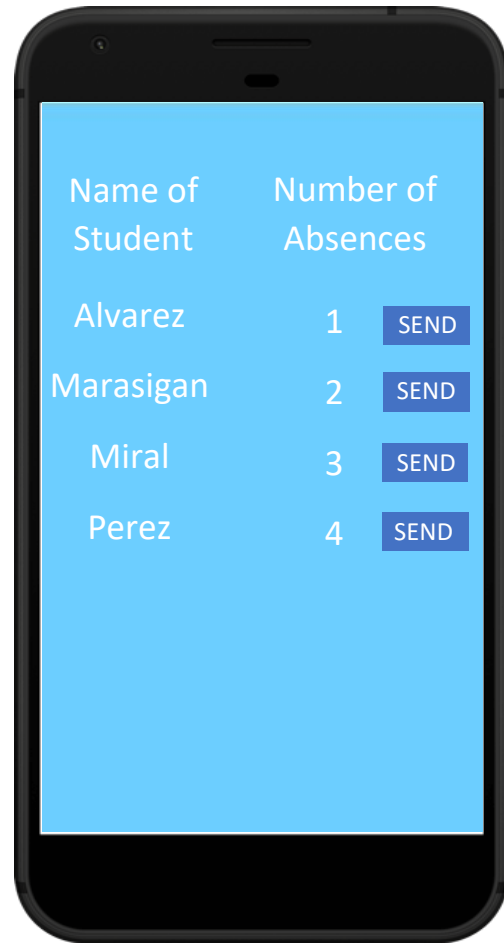 Name of Student
Number of Absences
Alvarez 1 SEND
Marasigan 2 SEND
Miral 3 SEND
Perez 4 SEND